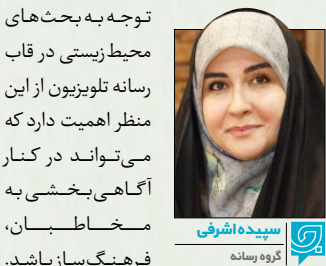 توجه به بحث‌های
محیط‌زیستی در قاب
رسانه تلویزیون از این
منظر اهمیت دارد که
می‌تواند در کنار
آگاهی‌بخشی به
مخاطبان،
فرهنگ‌ساز باشد.
سپیده اشرفی
گروه رسانه